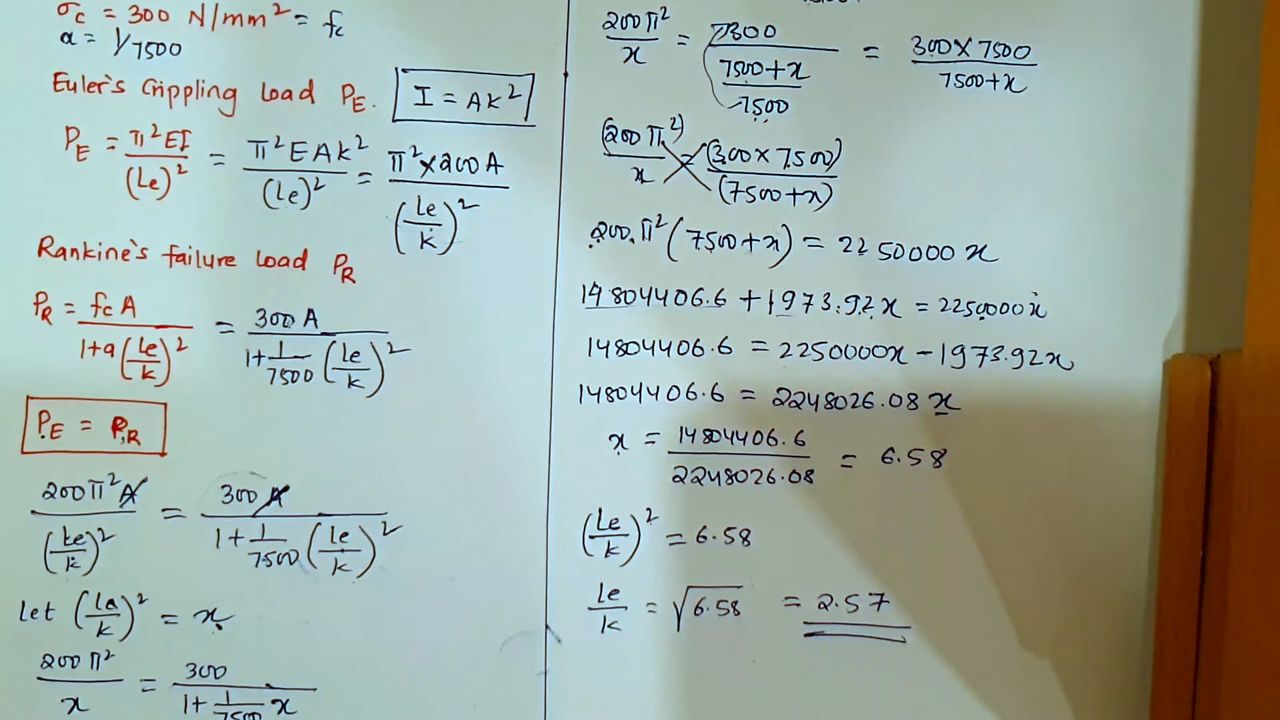 σc = 300 N/mm² = fc
a = 1/7500
Euler's Crippling Load PE. I = AK²
PE = π²EI/(Le)² = π²EAK²/(Le)² = π²×200A/(Le/k)²
Rankine's failure Load PR
PR = fcA/(1+a(Le/k)²) = 300A/(1+1/7500(Le/k)²)
PE = PR
200π²A/(Le/k)² = 300A/(1+1/7500(Le/k)²)
Let (La/k)² = x
200π²/x = 300/(1+1/7500 x)
200π²/x = 300/((7500+x)/7500) = 300×7500/(7500+x)
(200π²)/x = (300×7500)/(7500+x)
200π²(7500+x) = 2250000x
14804406.6 + 1973.92x = 2250000x
14804406.6 = 2250000x − 1973.92x
14804406.6 = 2248026.08x
x = 14804406.6/2248026.08 = 6.58
(Le/k)² = 6.58
Le/k = √6.58 = 2.57